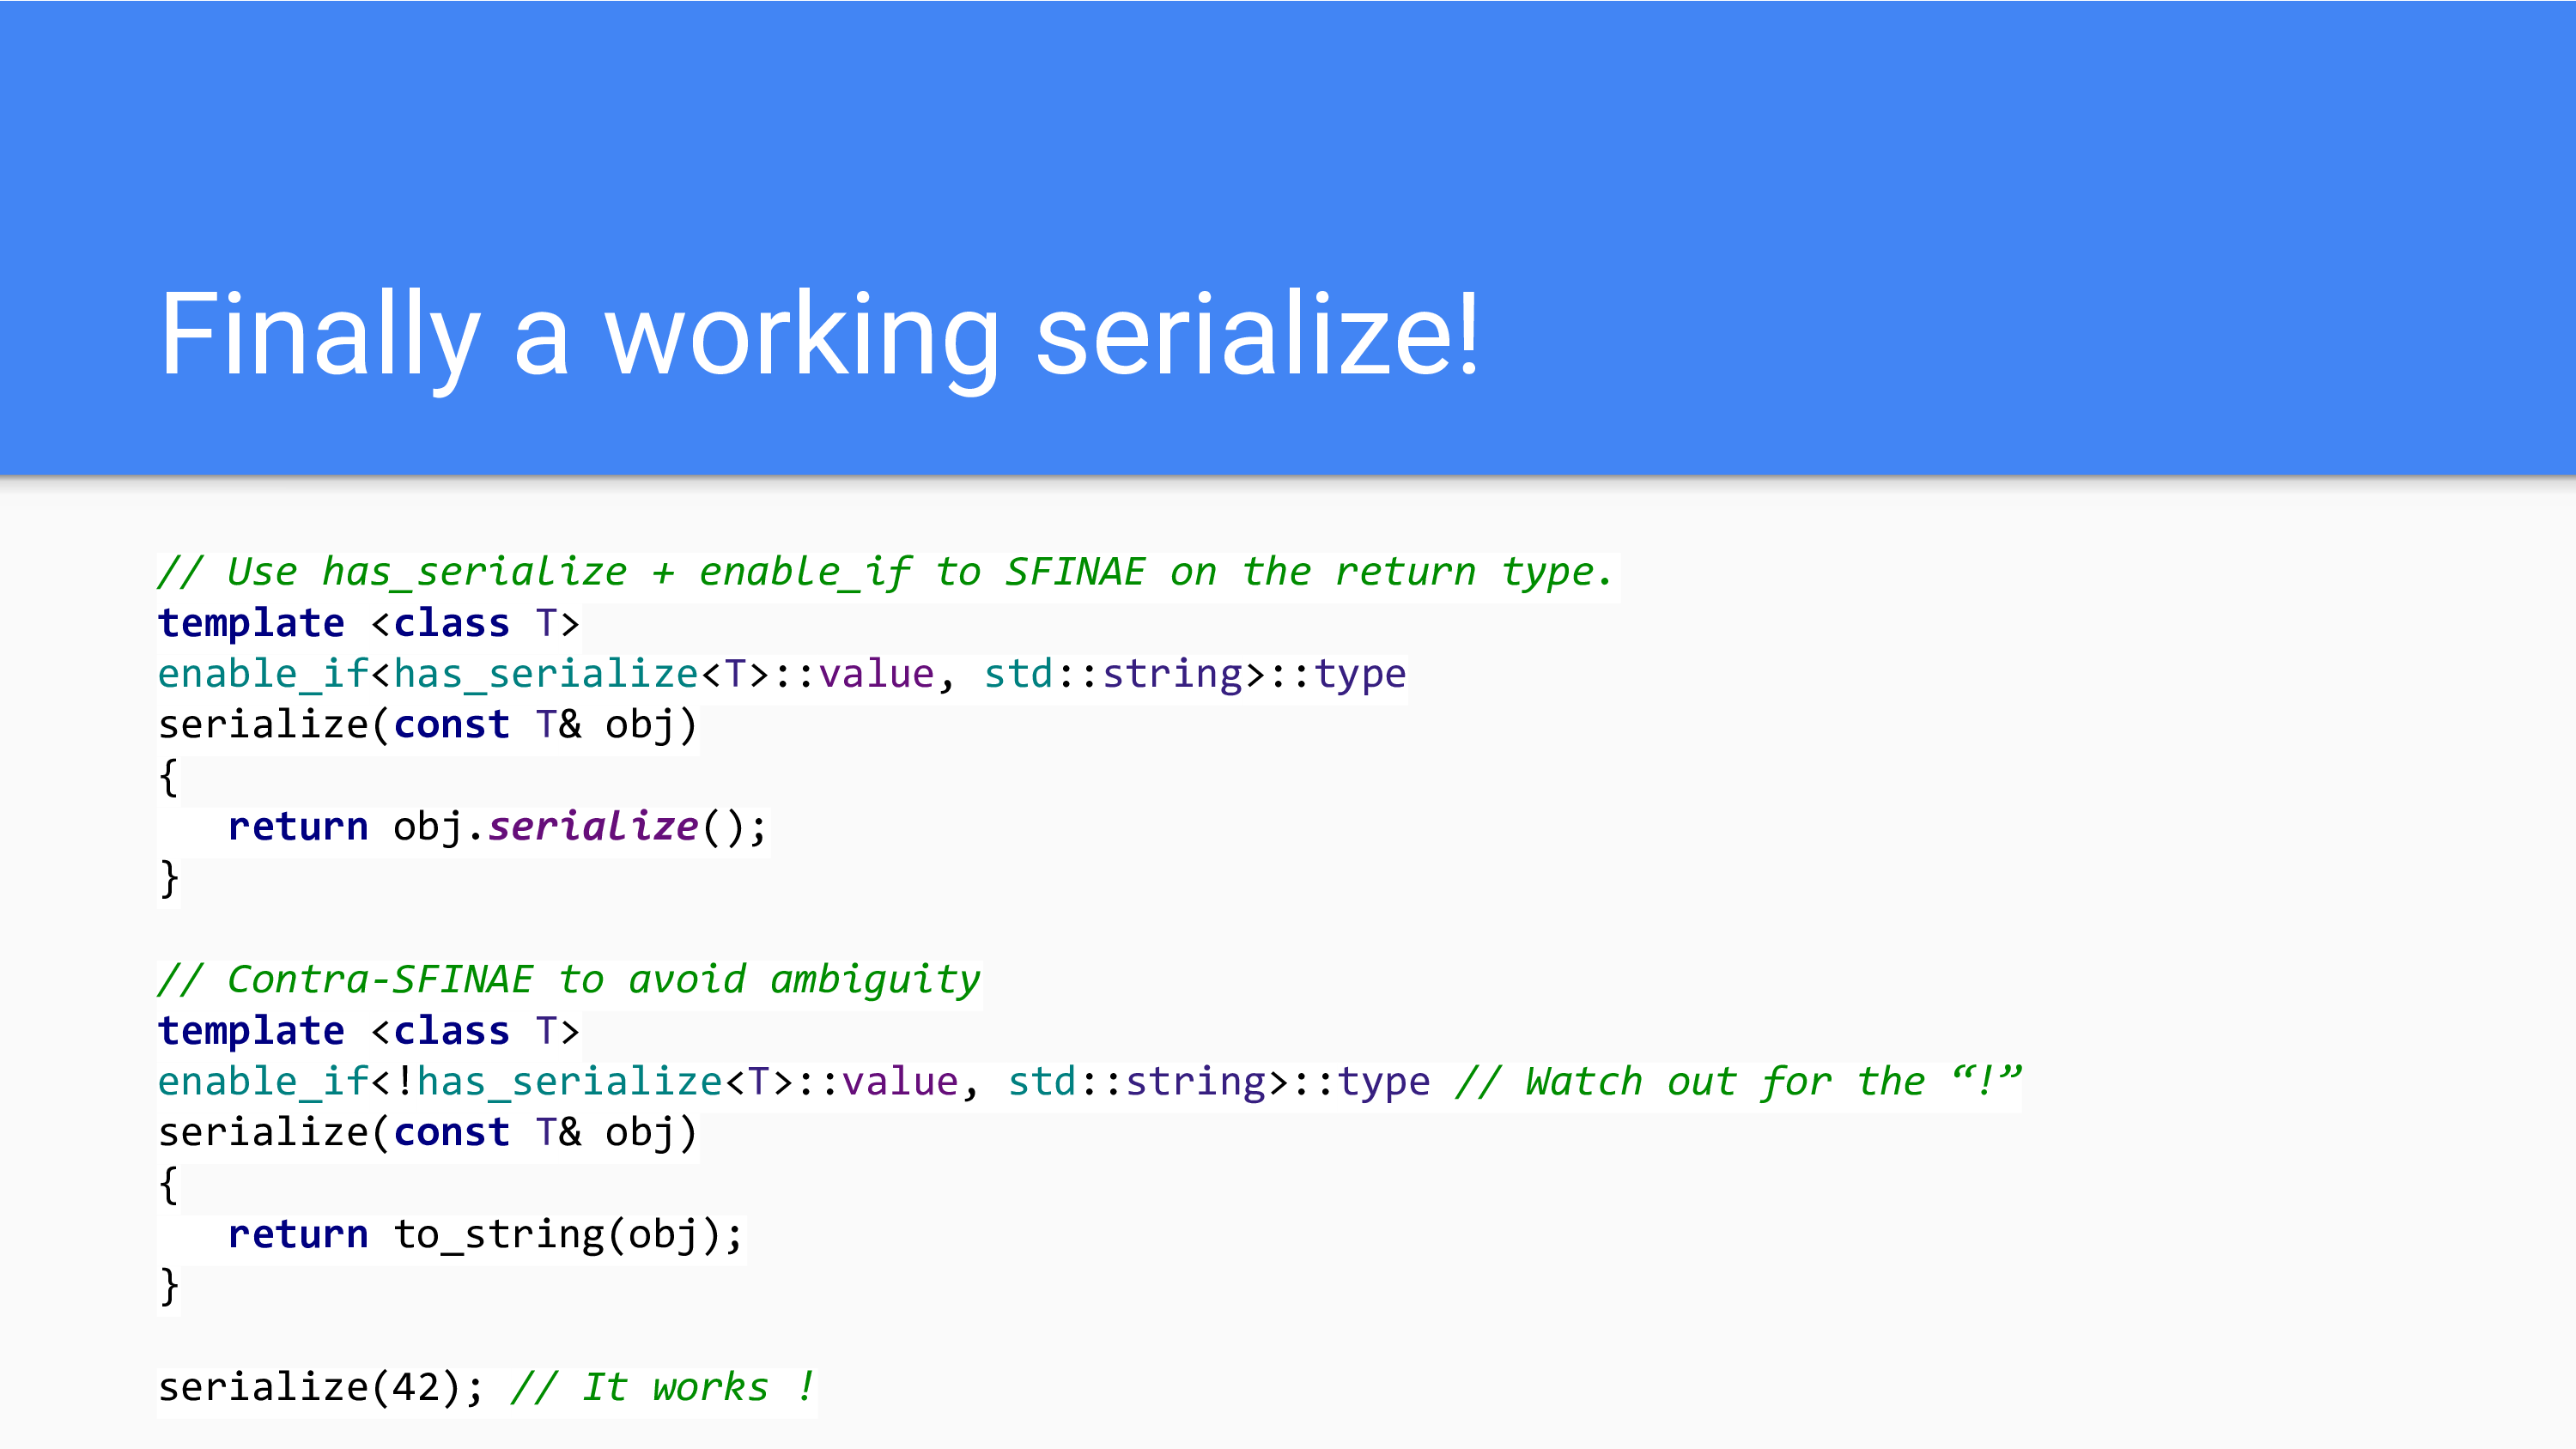 Finally a working serialize!
// Use has_serialize + enable_if to SFINAE on the return type.
template <class T>
enable_if<has_serialize<T>::value, std::string>::type
serialize(const T& obj)
{
   return obj.serialize();
}
// Contra-SFINAE to avoid ambiguity
template <class T>
enable_if<!has_serialize<T>::value, std::string>::type // Watch out for the “!”
serialize(const T& obj)
{
   return to_string(obj);
}
serialize(42); // It works !